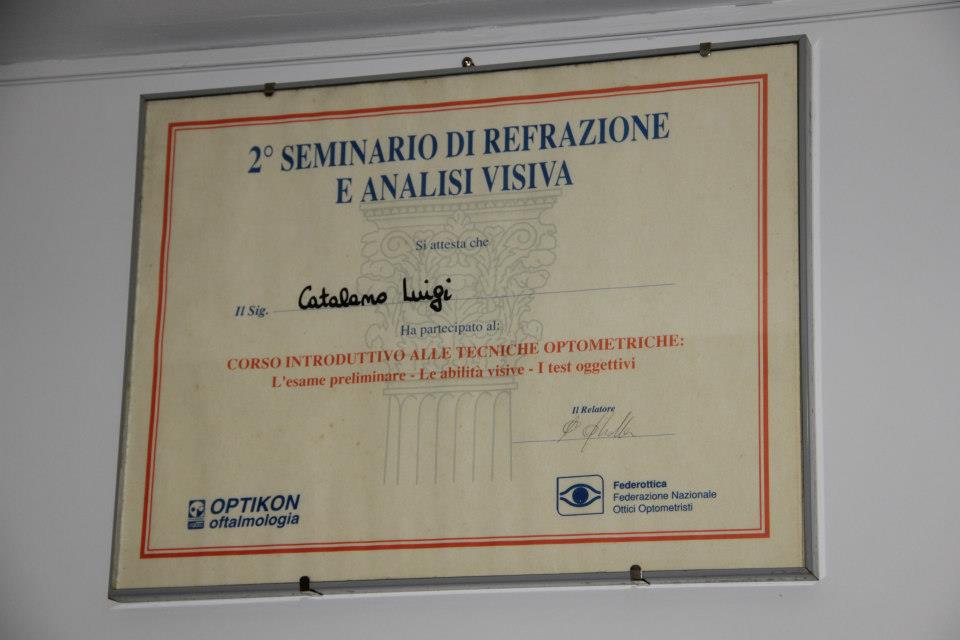 2° SEMINARIO DI REFRAZIONE
E ANALISI VISIVA
Si attesta che
Il Sig. Catalano Luigi
Ha partecipato al:
CORSO INTRODUTTIVO ALLE TECNICHE OPTOMETRICHE:
L'esame preliminare - Le abilità visive - I test oggettivi
Il Relatore
OPTIKON
oftalmologia
Federottica
Federazione Nazionale
Ottici Optometristi